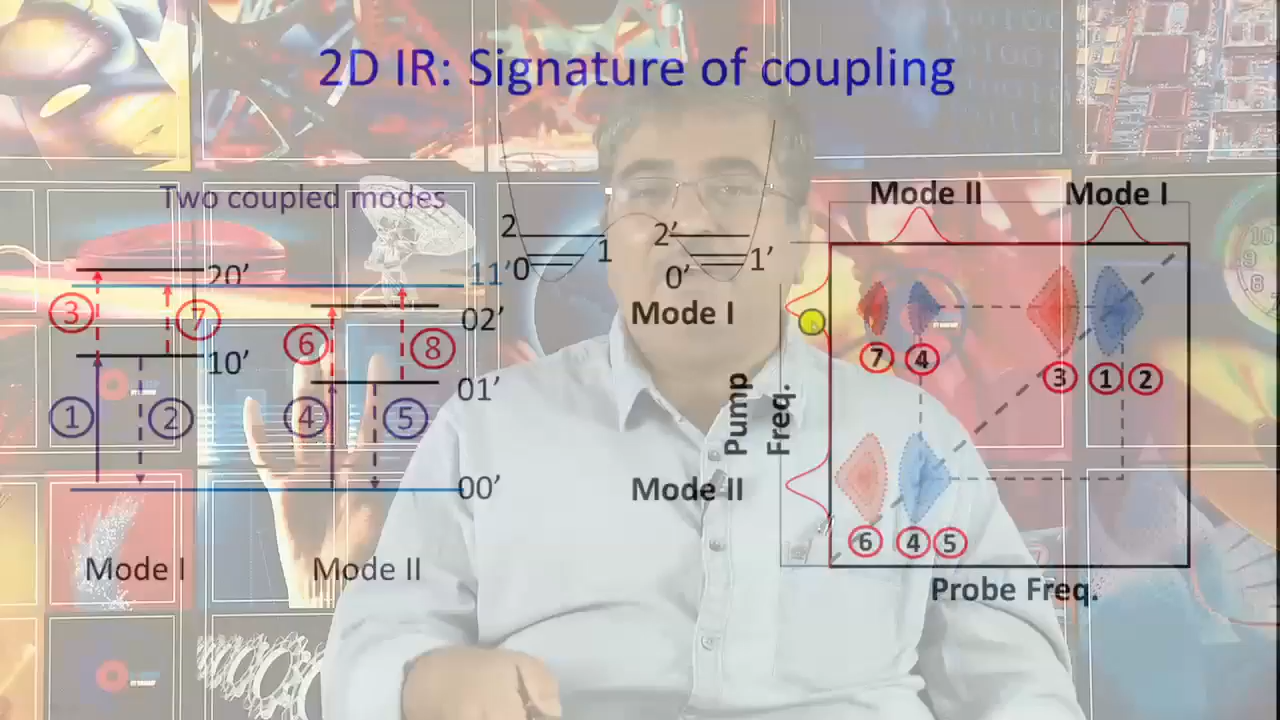 2D IR: Signature of coupling
Two coupled modes
20'
11'
02'
10'
01'
00'
3
7
6
8
1
2
4
5
Mode I
Mode II
2
1
0
2'
1'
0'
Mode I
Mode II
Pump
Freq.
Mode II
Mode I
7
4
3
1
2
6
4
5
Probe Freq.